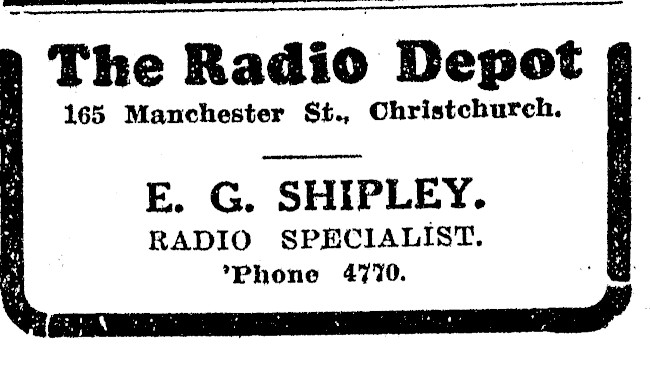 The Radio Depot
165 Manchester St., Christchurch.
E. G. SHIPLEY.
RADIO SPECIALIST.
'Phone 4770.